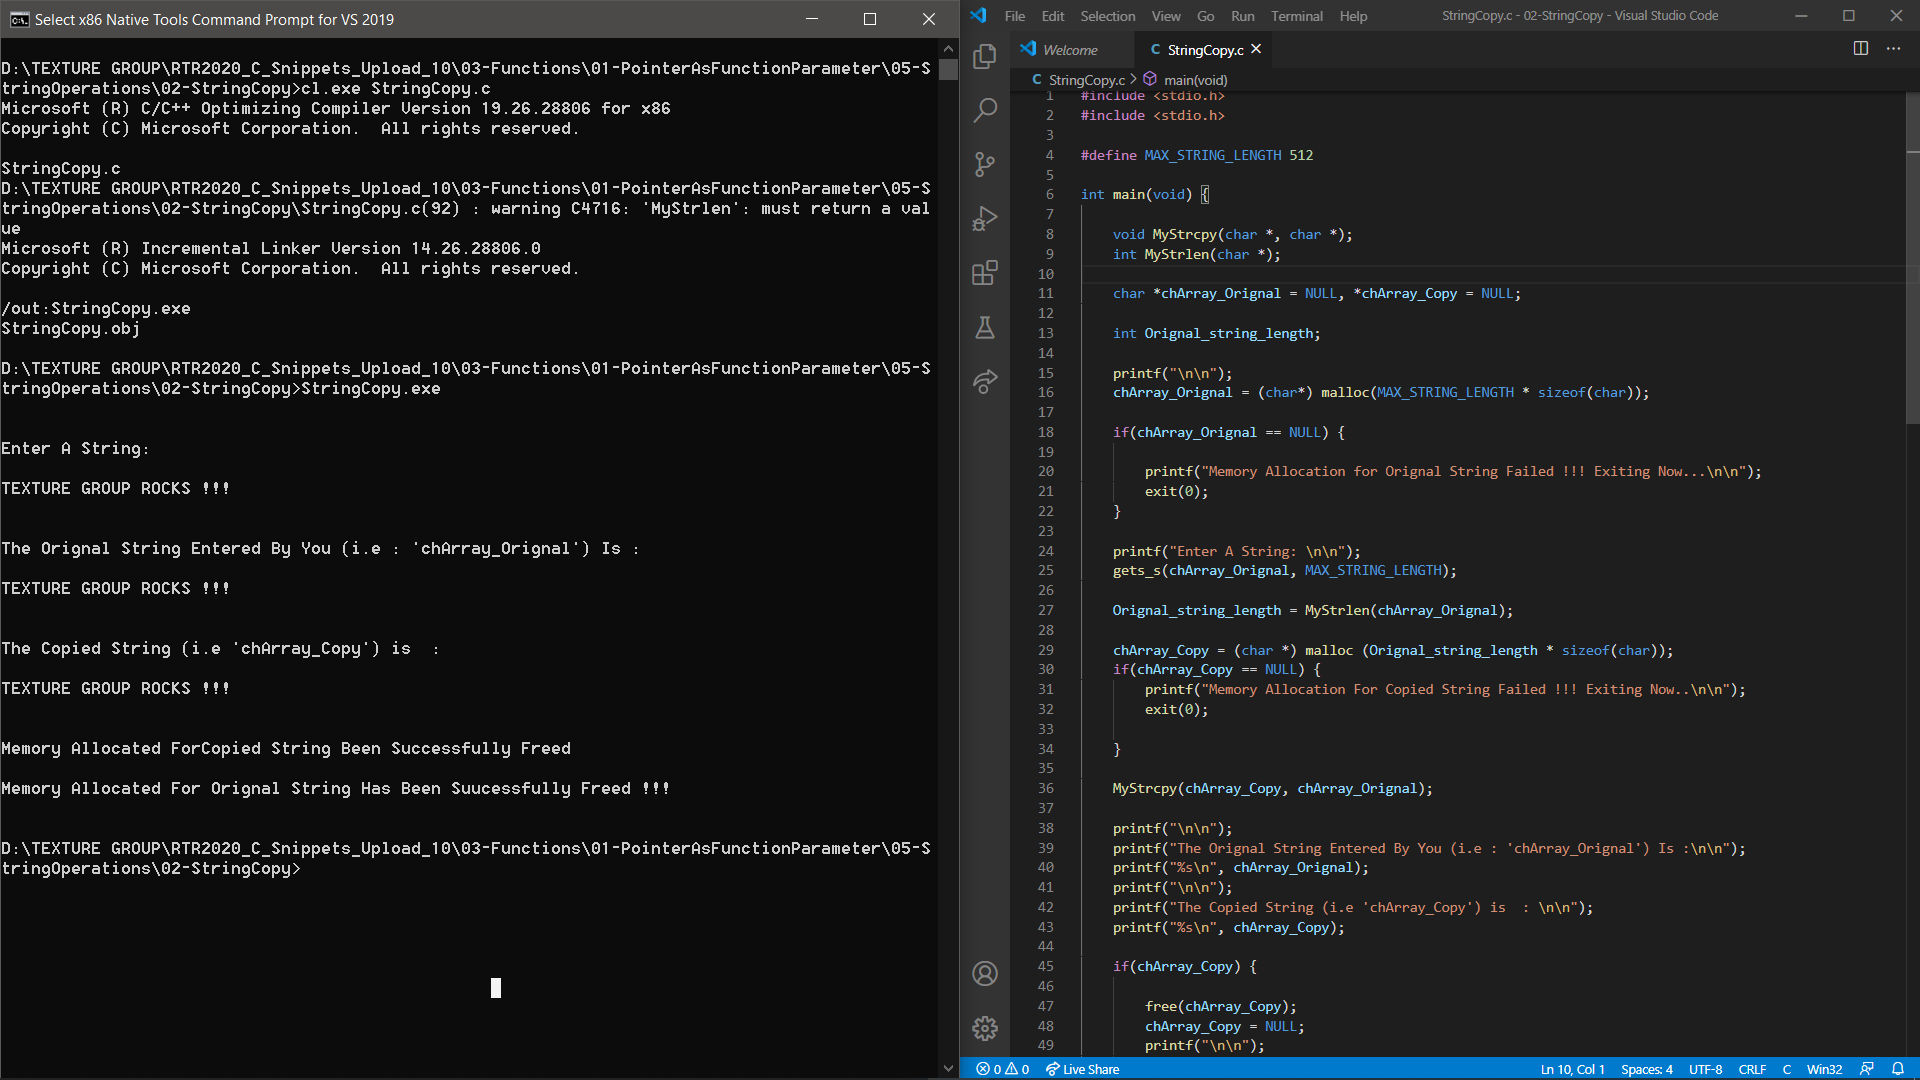 Select x86 Native Tools Command Prompt for VS 2019
D:\TEXTURE GROUP\RTR2020_C_Snippets_Upload_10\03-Functions\01-PointerAsFunctionParameter\05-S
tringOperations\02-StringCopy>cl.exe StringCopy.c
Microsoft (R) C/C++ Optimizing Compiler Version 19.26.28806 for x86
Copyright (C) Microsoft Corporation.  All rights reserved.
StringCopy.c
D:\TEXTURE GROUP\RTR2020_C_Snippets_Upload_10\03-Functions\01-PointerAsFunctionParameter\05-S
tringOperations\02-StringCopy\StringCopy.c(92) : warning C4716: 'MyStrlen': must return a val
ue
Microsoft (R) Incremental Linker Version 14.26.28806.0
Copyright (C) Microsoft Corporation.  All rights reserved.
/out:StringCopy.exe
StringCopy.obj
D:\TEXTURE GROUP\RTR2020_C_Snippets_Upload_10\03-Functions\01-PointerAsFunctionParameter\05-S
tringOperations\02-StringCopy>StringCopy.exe
Enter A String:
TEXTURE GROUP ROCKS !!!
The Orignal String Entered By You (i.e : 'chArray_Orignal') Is :
TEXTURE GROUP ROCKS !!!
The Copied String (i.e 'chArray_Copy') is  :
TEXTURE GROUP ROCKS !!!
Memory Allocated ForCopied String Been Successfully Freed
Memory Allocated For Orignal String Has Been Suucessfully Freed !!!
D:\TEXTURE GROUP\RTR2020_C_Snippets_Upload_10\03-Functions\01-PointerAsFunctionParameter\05-S
tringOperations\02-StringCopy>
File Edit Selection View Go Run Terminal Help StringCopy.c - 02-StringCopy - Visual Studio Code
Welcome C StringCopy.c
C StringCopy.c > main(void)
1 #include <stdio.h>
2 #include <stdio.h>
3
4 #define MAX_STRING_LENGTH 512
5
6 int main(void) {
7
8 void MyStrcpy(char *, char *);
9 int MyStrlen(char *);
10
11 char *chArray_Orignal = NULL, *chArray_Copy = NULL;
12
13 int Orignal_string_length;
14
15 printf("\n\n");
16 chArray_Orignal = (char*) malloc(MAX_STRING_LENGTH * sizeof(char));
17
18 if(chArray_Orignal == NULL) {
19
20 printf("Memory Allocation for Orignal String Failed !!! Exiting Now...\n\n");
21 exit(0);
22 }
23
24 printf("Enter A String: \n\n");
25 gets_s(chArray_Orignal, MAX_STRING_LENGTH);
26
27 Orignal_string_length = MyStrlen(chArray_Orignal);
28
29 chArray_Copy = (char *) malloc (Orignal_string_length * sizeof(char));
30 if(chArray_Copy == NULL) {
31 printf("Memory Allocation For Copied String Failed !!! Exiting Now..\n\n");
32 exit(0);
33
34 }
35
36 MyStrcpy(chArray_Copy, chArray_Orignal);
37
38 printf("\n\n");
39 printf("The Orignal String Entered By You (i.e : 'chArray_Orignal') Is :\n\n");
40 printf("%s\n", chArray_Orignal);
41 printf("\n\n");
42 printf("The Copied String (i.e 'chArray_Copy') is  : \n\n");
43 printf("%s\n", chArray_Copy);
44
45 if(chArray_Copy) {
46
47 free(chArray_Copy);
48 chArray_Copy = NULL;
49 printf("\n\n");
0 0 Live Share Ln 10, Col 1 Spaces: 4 UTF-8 CRLF C Win32